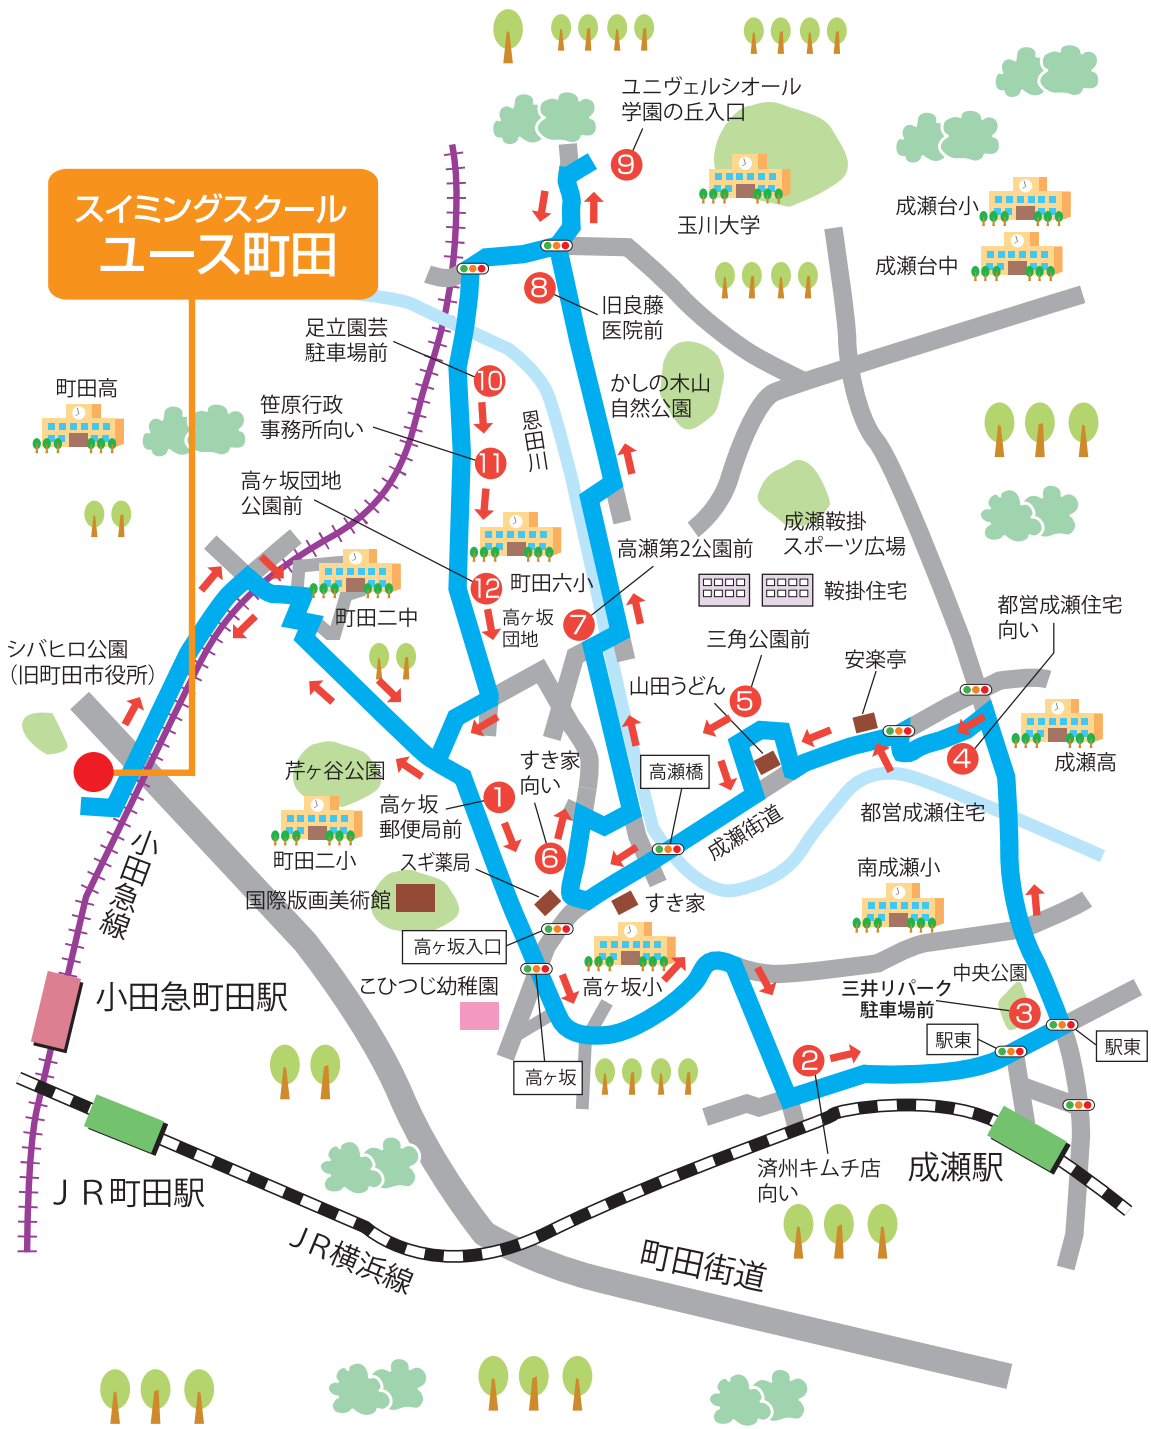 ユニヴェルシオール
学園の丘入口
9
スイミングスクール
ユース町田
玉川大学
成瀬台小
成瀬台中
8
旧良藤
医院前
足立園芸
駐車場前
10
かしの木山
自然公園
町田高
笹原行政
事務所向い
11
恩田川
高ヶ坂団地
公園前
12
町田六小
高ヶ坂
団地
高瀬第2公園前
7
成瀬鞍掛
スポーツ広場
鞍掛住宅
都営成瀬住宅
向い
町田二中
シバヒロ公園
(旧町田市役所)
三角公園前
5
安楽亭
山田うどん
4
成瀬高
すき家
向い
高瀬橋
芹ヶ谷公園
1
高ヶ坂
郵便局前
成瀬街道
都営成瀬住宅
小田急線
町田二小
スギ薬局
6
南成瀬小
国際版画美術館
すき家
高ヶ坂入口
こひつじ幼稚園
高ヶ坂小
中央公園
三井リパーク
駐車場前
3
小田急町田駅
駅東
駅東
高ヶ坂
2
済州キムチ店
向い
成瀬駅
JR町田駅
JR横浜線
町田街道